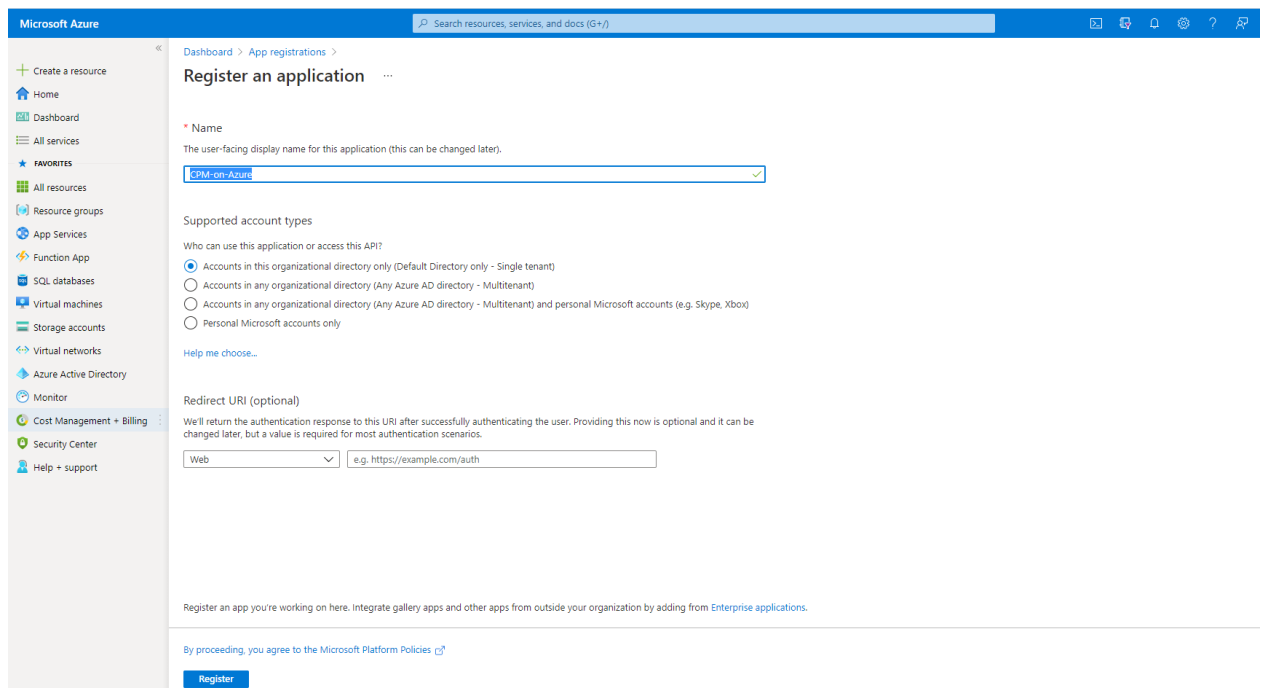 Microsoft Azure
Search resources, services, and docs (G+/)
«
Create a resource
Home
Dashboard
All services
FAVORITES
All resources
Resource groups
App Services
Function App
SQL databases
Virtual machines
Storage accounts
Virtual networks
Azure Active Directory
Monitor
Cost Management + Billing
Security Center
Help + support
Dashboard > App registrations >
Register an application ...
* Name
The user-facing display name for this application (this can be changed later).
CPM-on-Azure
Supported account types
Who can use this application or access this API?
Accounts in this organizational directory only (Default Directory only - Single tenant)
Accounts in any organizational directory (Any Azure AD directory - Multitenant)
Accounts in any organizational directory (Any Azure AD directory - Multitenant) and personal Microsoft accounts (e.g. Skype, Xbox)
Personal Microsoft accounts only
Help me choose...
Redirect URI (optional)
We'll return the authentication response to this URI after successfully authenticating the user. Providing this now is optional and it can be
changed later, but a value is required for most authentication scenarios.
Web
e.g. https://example.com/auth
Register an app you're working on here. Integrate gallery apps and other apps from outside your organization by adding from Enterprise applications.
By proceeding, you agree to the Microsoft Platform Policies
Register